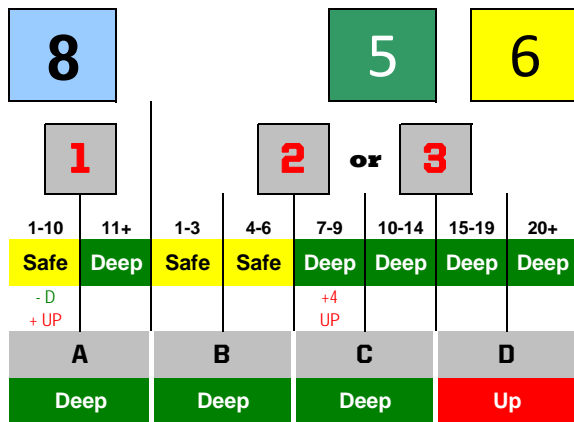 8 5 6
1 2 or 3
1-10 11+ 1-3 4-6 7-9 10-14 15-19 20+
Safe Deep Safe Safe Deep Deep Deep Deep
- D +4
+ UP UP
A B C D
Deep Deep Deep Up